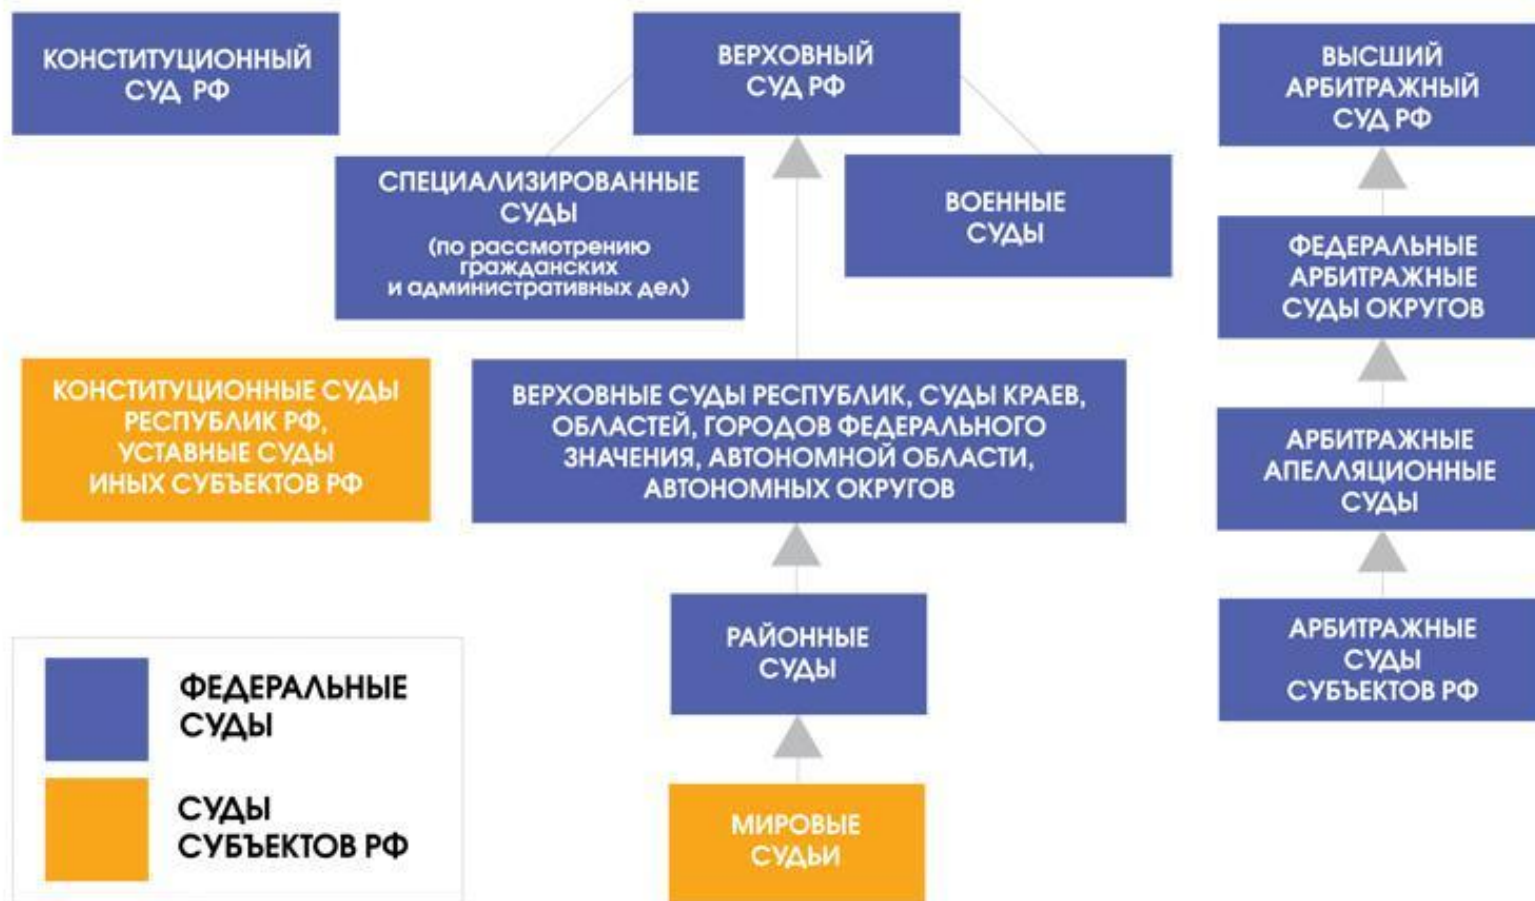 КОНСТИТУЦИОННЫЙ
СУД РФ
ВЕРХОВНЫЙ
СУД РФ
ВЫСШИЙ
АРБИТРАЖНЫЙ
СУД РФ
СПЕЦИАЛИЗИРОВАННЫЕ
СУДЫ
(по рассмотрению
гражданских
и административных дел)
ВОЕННЫЕ
СУДЫ
ФЕДЕРАЛЬНЫЕ
АРБИТРАЖНЫЕ
СУДЫ ОКРУГОВ
КОНСТИТУЦИОННЫЕ СУДЫ
РЕСПУБЛИК РФ,
УСТАВНЫЕ СУДЫ
ИНЫХ СУБЪЕКТОВ РФ
ВЕРХОВНЫЕ СУДЫ РЕСПУБЛИК, СУДЫ КРАЕВ,
ОБЛАСТЕЙ, ГОРОДОВ ФЕДЕРАЛЬНОГО
ЗНАЧЕНИЯ, АВТОНОМНОЙ ОБЛАСТИ,
АВТОНОМНЫХ ОКРУГОВ
АРБИТРАЖНЫЕ
АПЕЛЛЯЦИОННЫЕ
СУДЫ
РАЙОННЫЕ
СУДЫ
АРБИТРАЖНЫЕ
СУДЫ
СУБЪЕКТОВ РФ
ФЕДЕРАЛЬНЫЕ
СУДЫ
СУДЫ
СУБЪЕКТОВ РФ
МИРОВЫЕ
СУДЬИ